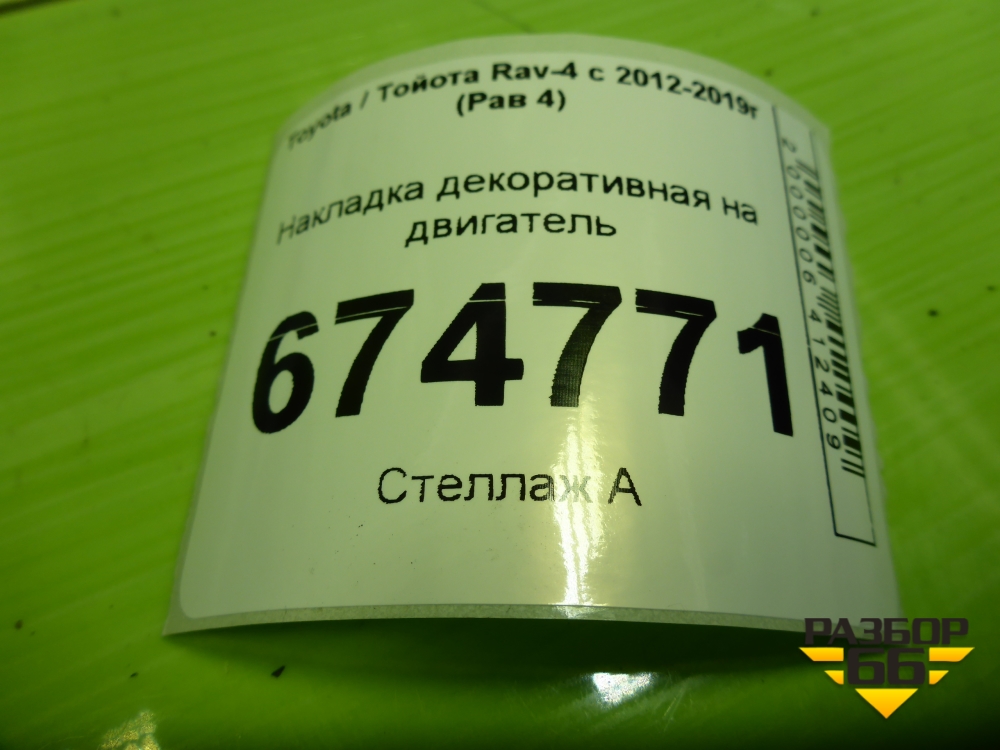 Toyota / Тойота Rav-4 с 2012-2019г
(Рав 4)
Накладка декоративная на
двигатель
674771
Стеллаж А
2000006412409
РАЗБОР
66